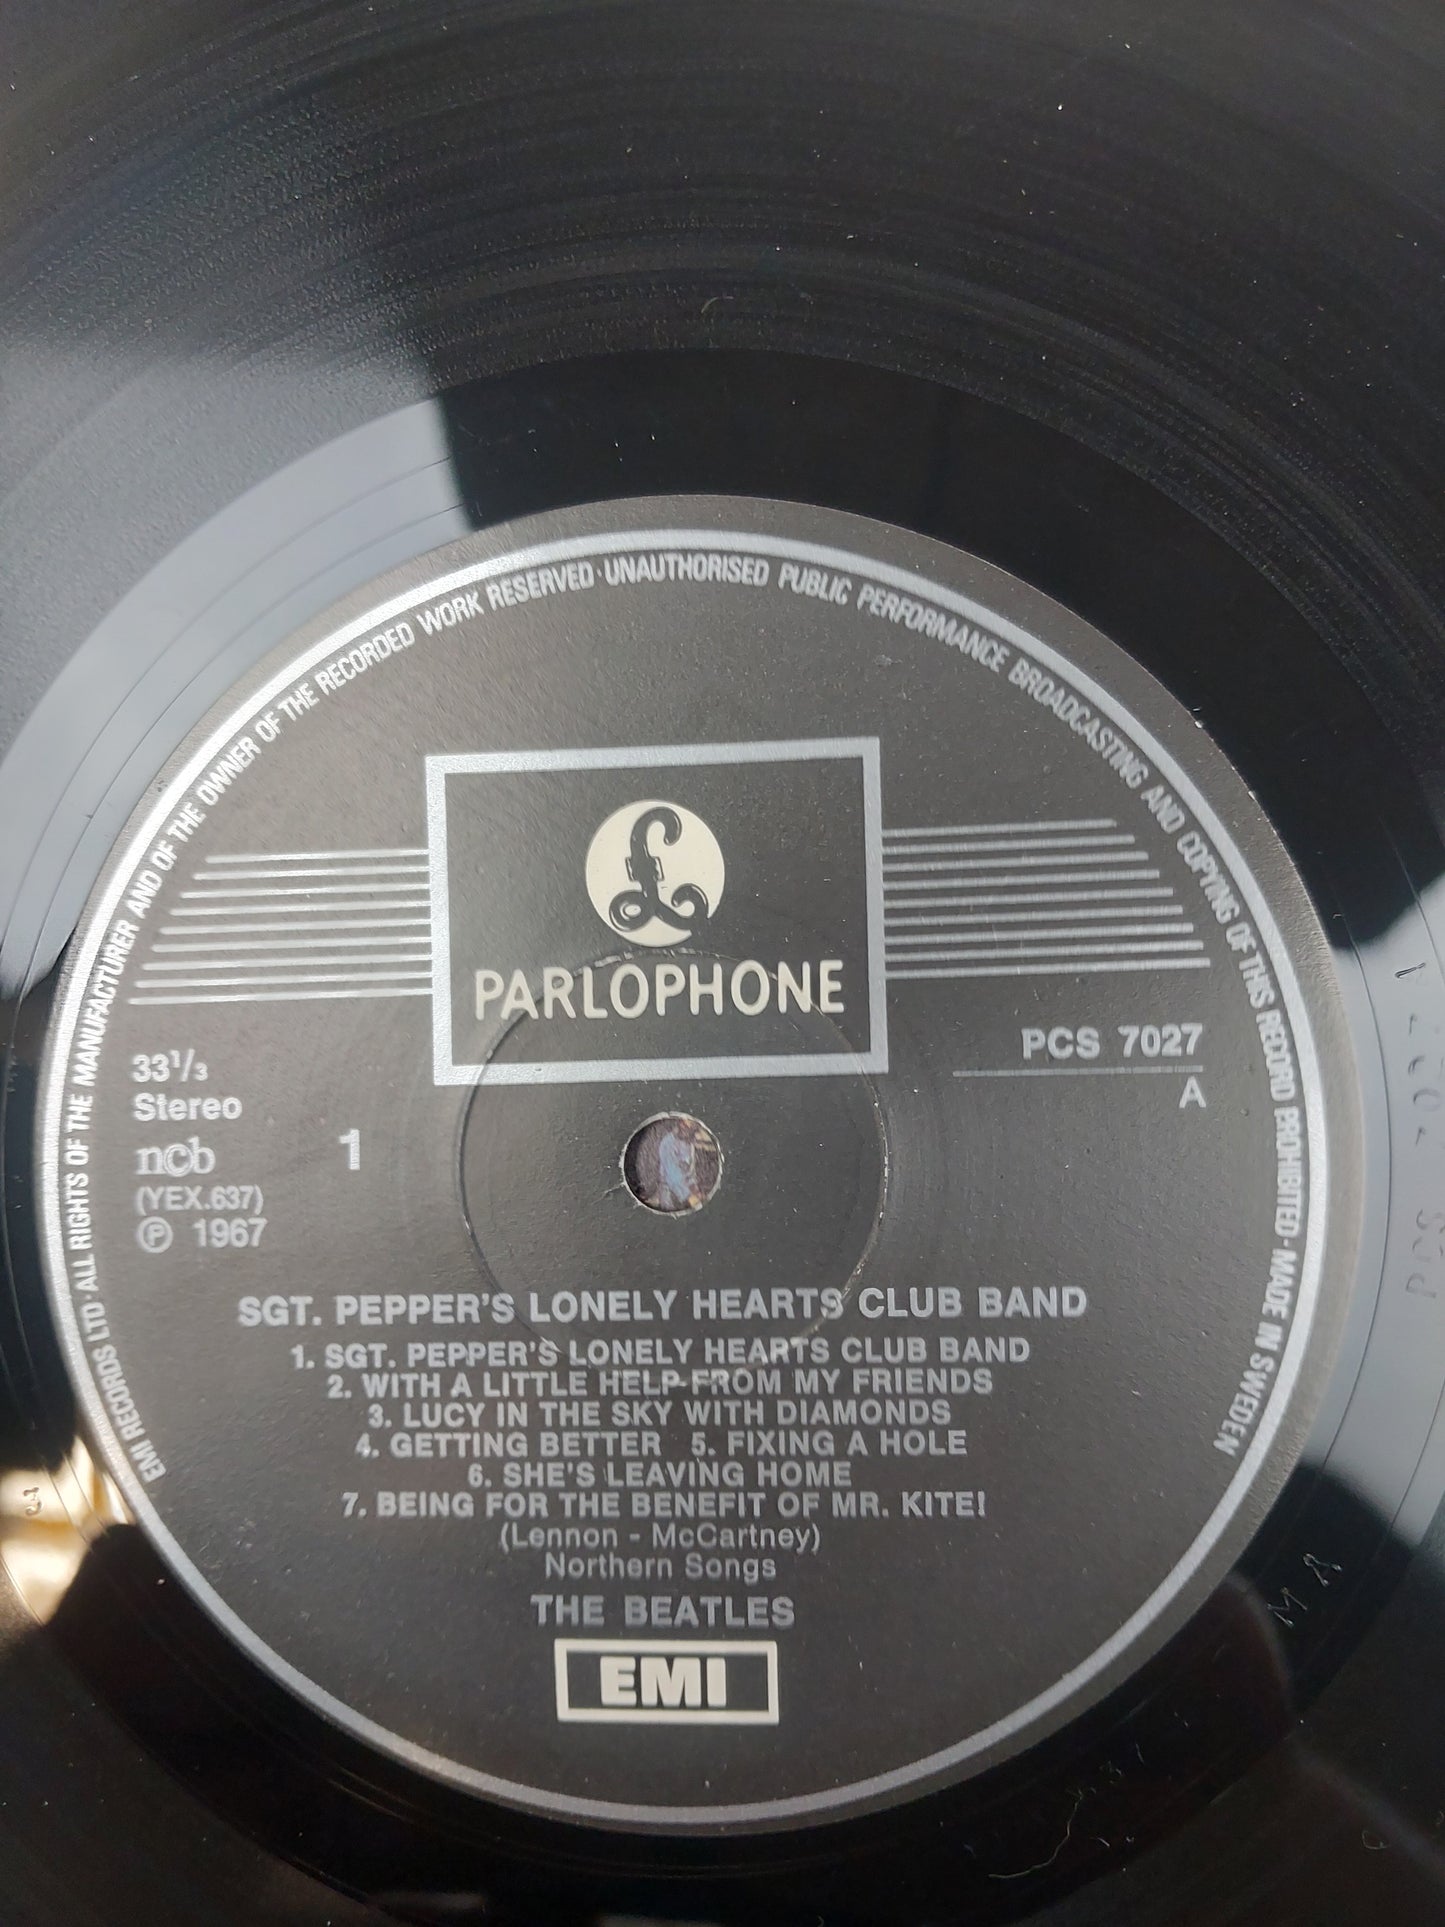 EMI RECORDS LTD · ALL RIGHTS OF THE MANUFACTURER AND OF THE OWNER OF THE RECORDED WORK RESERVED · UNAUTHORISED PUBLIC PERFORMANCE BROADCASTING AND COPYING OF THIS RECORD PROHIBITED · MADE IN SWEDEN
PARLOPHONE
33⅓
Stereo
ncb
(YEX.637)
℗ 1967
1
PCS 7027
A
SGT. PEPPER'S LONELY HEARTS CLUB BAND
1. SGT. PEPPER'S LONELY HEARTS CLUB BAND
2. WITH A LITTLE HELP FROM MY FRIENDS
3. LUCY IN THE SKY WITH DIAMONDS
4. GETTING BETTER 5. FIXING A HOLE
6. SHE'S LEAVING HOME
7. BEING FOR THE BENEFIT OF MR. KITE!
(Lennon - McCartney)
Northern Songs
THE BEATLES
EMI